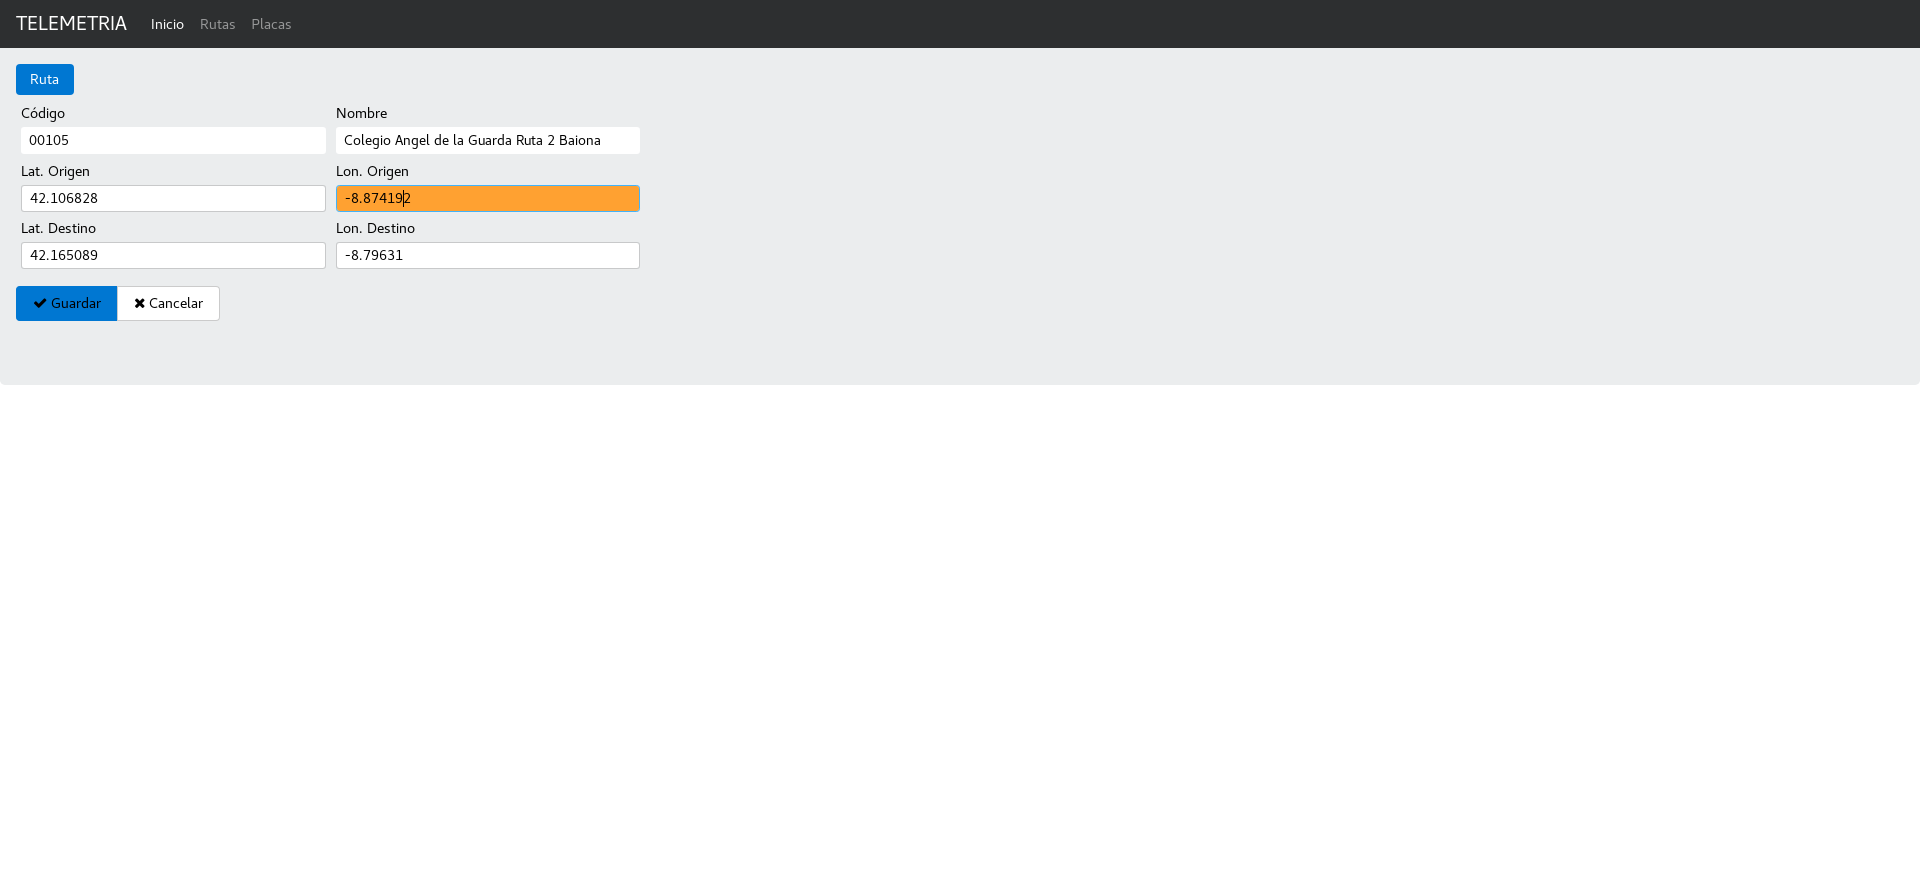 TELEMETRIA Inicio Rutas Placas
Ruta
Código Nombre
00105 Colegio Angel de la Guarda Ruta 2 Baiona
Lat. Origen Lon. Origen
42.106828 -8.874192
Lat. Destino Lon. Destino
42.165089 -8.79631
Guardar Cancelar